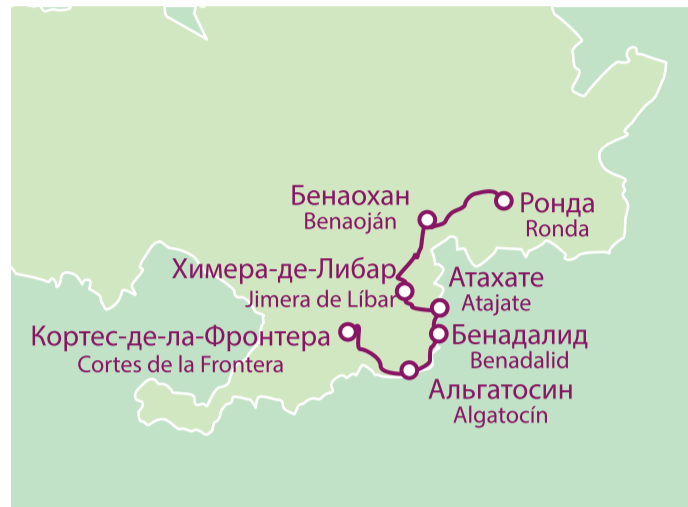 Бенаохан
Benaoján
Ронда
Ronda
Химера-де-Либар
Jimera de Líbar
Атахате
Atajate
Кортес-де-ла-Фронтера
Cortes de la Frontera
Бенадалид
Benadalid
Альгатосин
Algatocín